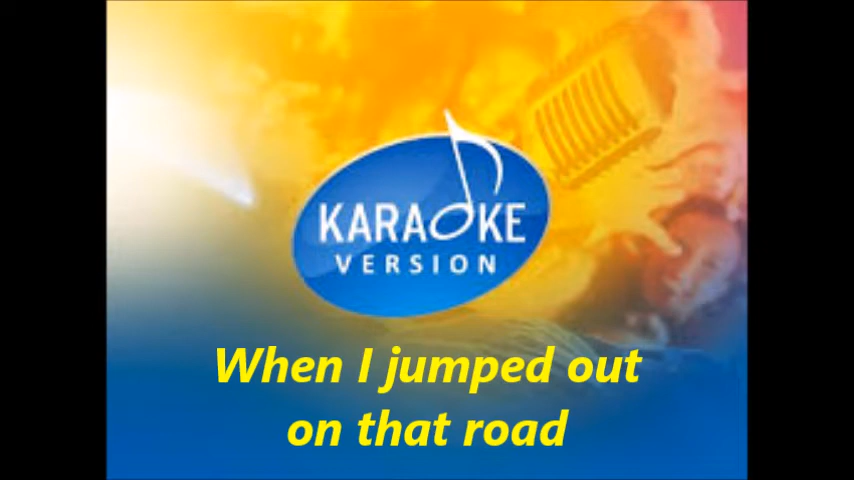 KARAOKE
VERSION
When I jumped out
on that road